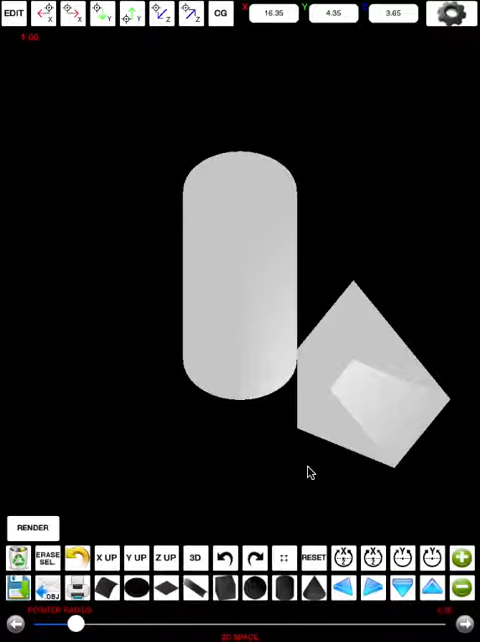 EDIT X X Y Y Z Z CG X 16.35 Y 4.35 3.65
1.00
RENDER
ERASE SEL. X UP Y UP Z UP 3D RESET X X Y Y
.OBJ
POINTER RADIUS
3D SPACE